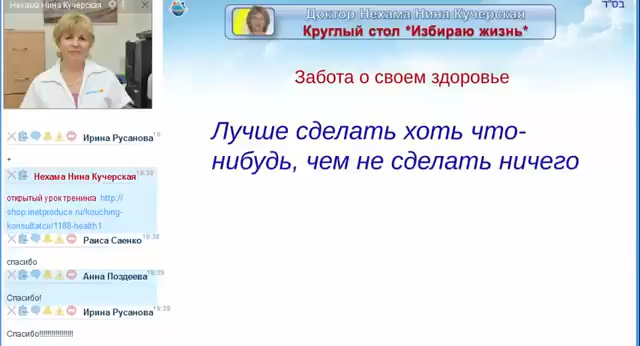 Нехама Нина Кучерская
Ирина Русанова
+
Нехама Нина Кучерская 19:38
открытый урок тренинга http://
shop.inetproduce.ru/kouching-
konsultatcii/1188-health1
Раиса Саенко 19:38
спасибо
Анна Поздеева 19:39
Спасибо!
Ирина Русанова 19:39
Спасибо!!!!!!!!!!!!!!!!!!
Доктор Нехама Нина Кучерская
Круглый стол *Избираю жизнь*
בס"ד
Забота о своем здоровье
Лучше сделать хоть что-
нибудь, чем не сделать ничего